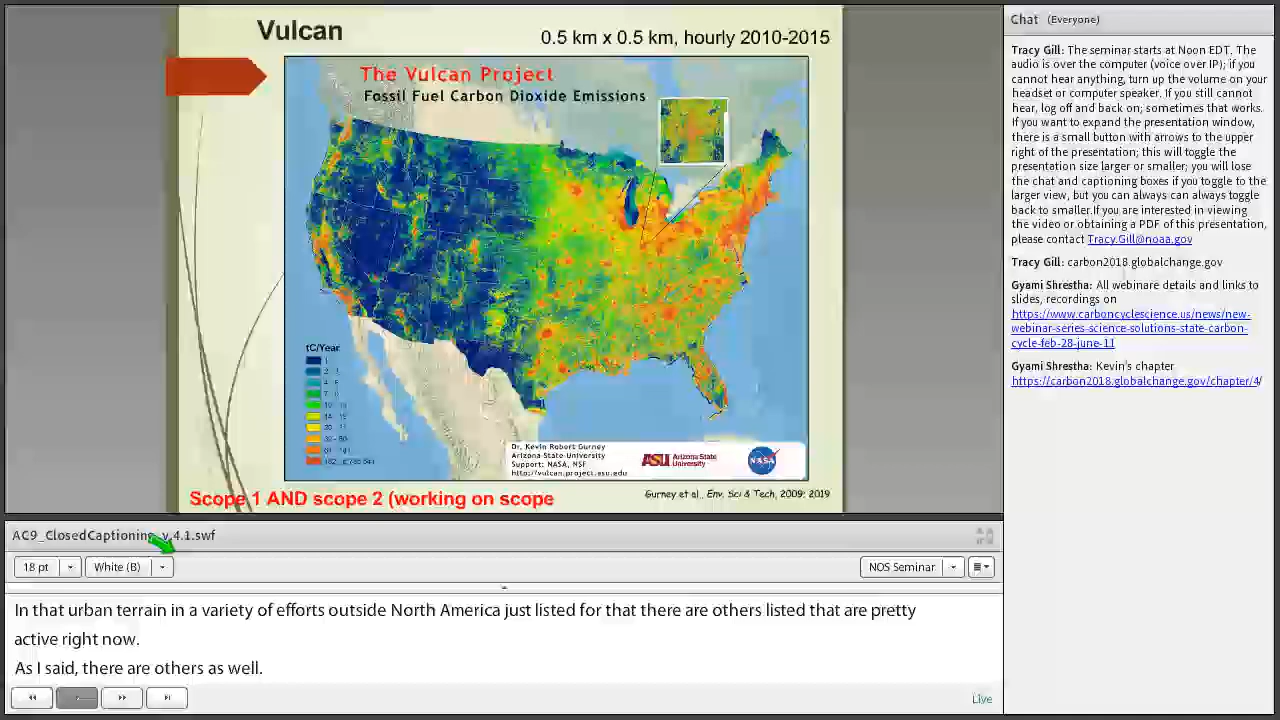 Vulcan
0.5 km x 0.5 km, hourly 2010-2015
The Vulcan Project
Fossil Fuel Carbon Dioxide Emissions
tC/Year
1
Dr. Kevin Robert Gurney
Arizona State University
Support: NASA, NSF
http://vulcan.project.asu.edu
ASU Arizona State
University
NASA
Scope 1 AND scope 2 (working on scope
Gurney et al., Env. Sci & Tech, 2009; 2019
AC9_ClosedCaptioning_v.4.1.swf
18 pt
White (B)
NOS Seminar
In that urban terrain in a variety of efforts outside North America just listed for that there are others listed that are pretty
active right now.
As I said, there are others as well.
Live
Chat (Everyone)
Tracy Gill: The seminar starts at Noon EDT. The
audio is over the computer (voice over IP); if you
cannot hear anything, turn up the volume on your
headset or computer speaker. If you still cannot
hear, log off and back on; sometimes that works.
If you want to expand the presentation window,
there is a small button with arrows to the upper
right of the presentation; this will toggle the
presentation size larger or smaller; you will lose
the chat and captioning boxes if you toggle to the
larger view, but you can always can always toggle
back to smaller.If you are interested in viewing
the video or obtaining a PDF of this presentation,
please contact Tracy.Gill@noaa.gov
Tracy Gill: carbon2018.globalchange.gov
Gyami Shrestha: All webinare details and links to
slides, recordings on
https://www.carboncyclescience.us/news/new-
webinar-series-science-solutions-state-carbon-
cycle-feb-28-june-11
Gyami Shrestha: Kevin's chapter
https://carbon2018.globalchange.gov/chapter/4/